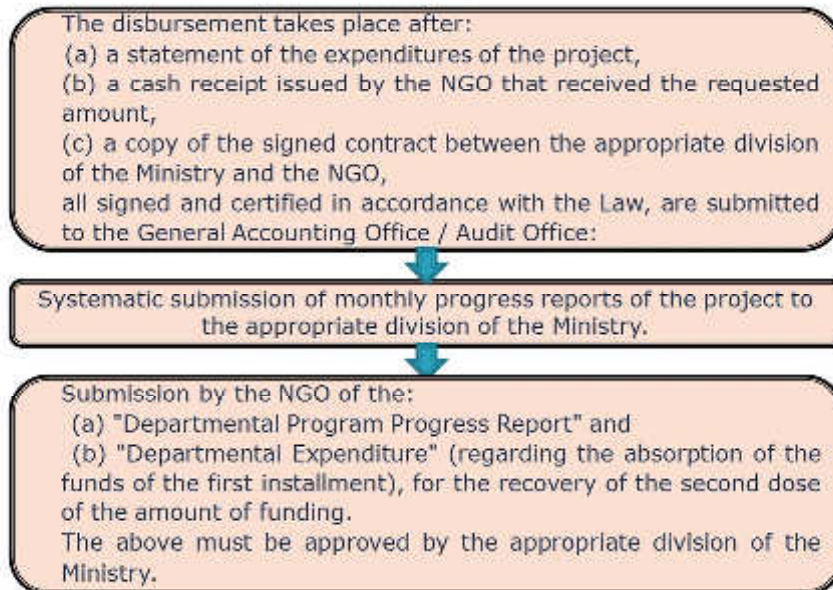 The disbursement takes place after:
(a) a statement of the expenditures of the project,
(b) a cash receipt issued by the NGO that received the requested
amount,
(c) a copy of the signed contract between the appropriate division
of the Ministry and the NGO,
all signed and certified in accordance with the Law, are submitted
to the General Accounting Office / Audit Office:
Systematic submission of monthly progress reports of the project to
the appropriate division of the Ministry.
Submission by the NGO of the:
(a) "Departmental Program Progress Report" and
(b) "Departmental Expenditure" (regarding the absorption of the
funds of the first installment), for the recovery of the second dose
of the amount of funding.
The above must be approved by the appropriate division of the
Ministry.